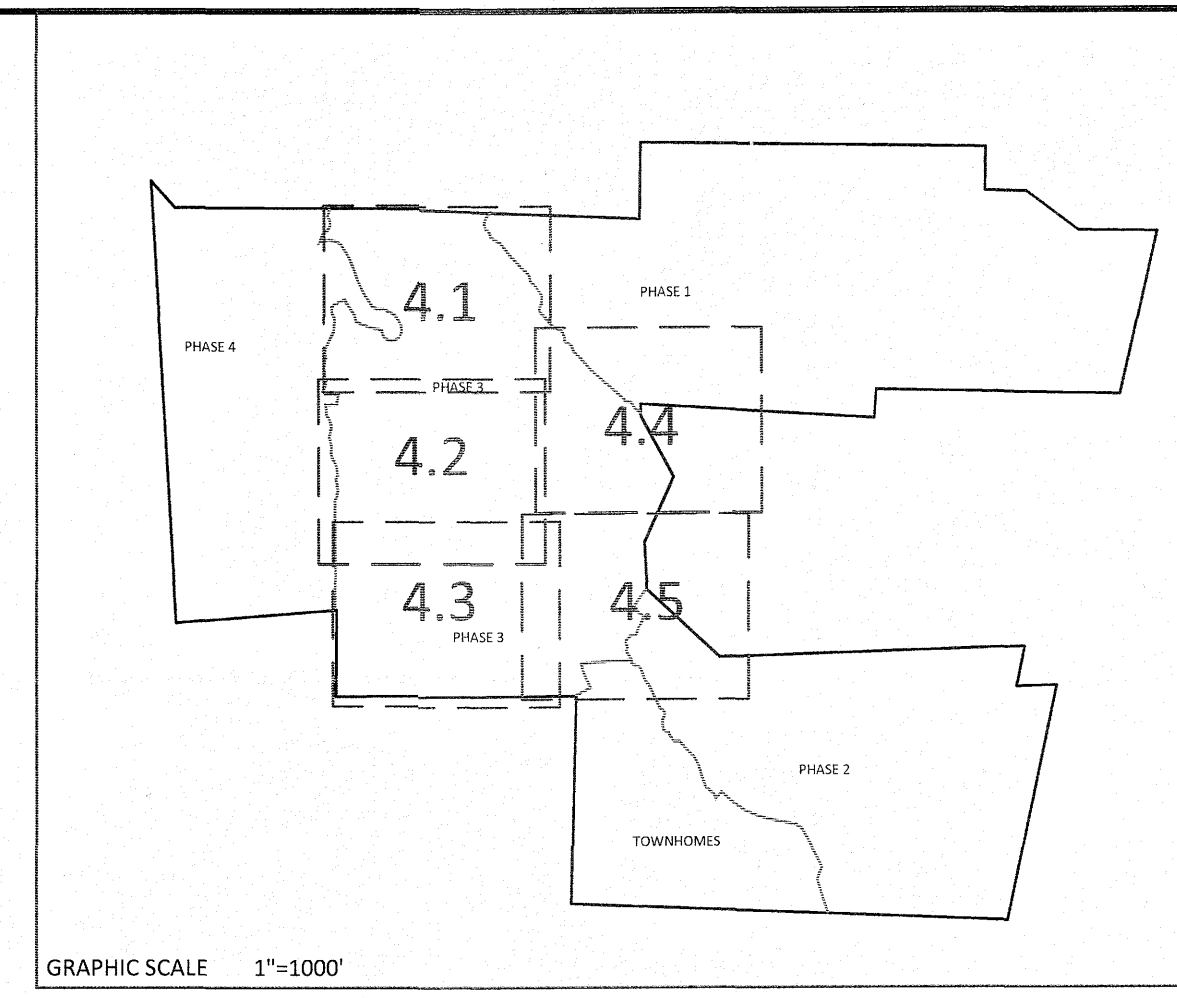 PHASE 1
4.1
PHASE 4
PHASE 3
4.4
4.2
4.3
4.5
PHASE 3
PHASE 2
TOWNHOMES
GRAPHIC SCALE 1"=1000'